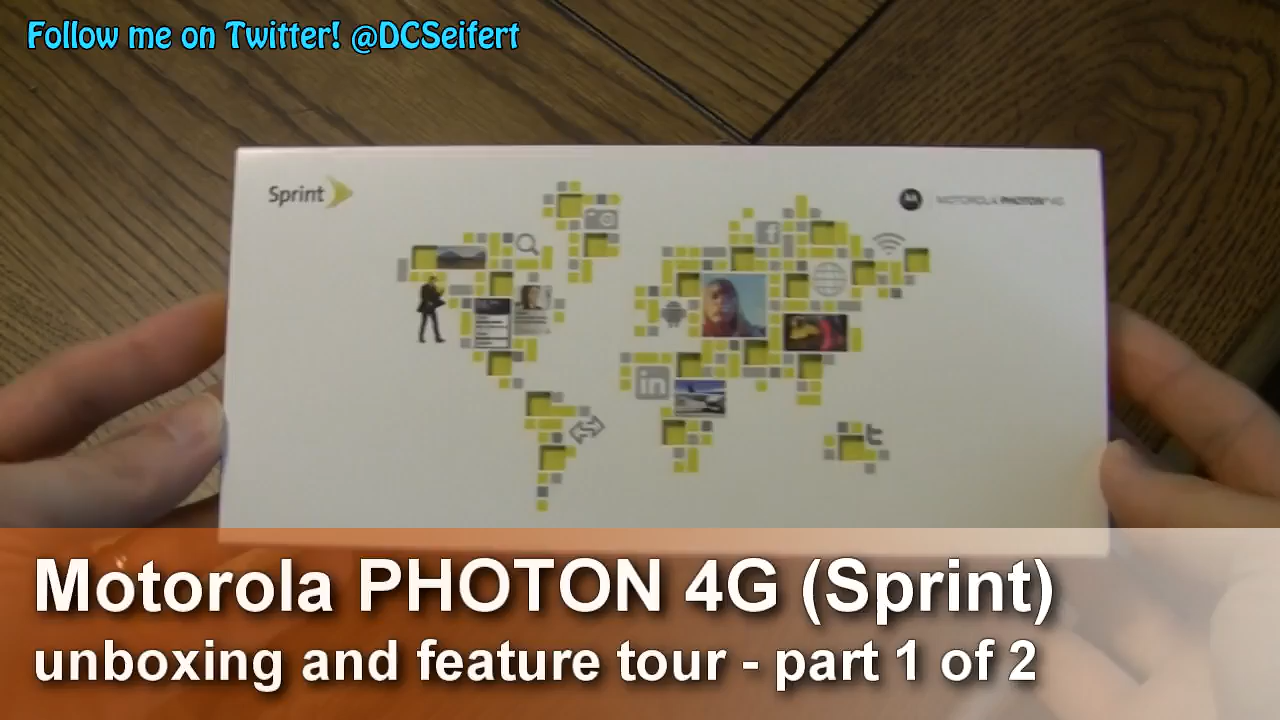 Follow me on Twitter! @DCSeifert
Sprint
MOTOROLA PHOTON 4G
in
Motorola PHOTON 4G (Sprint)
unboxing and feature tour - part 1 of 2